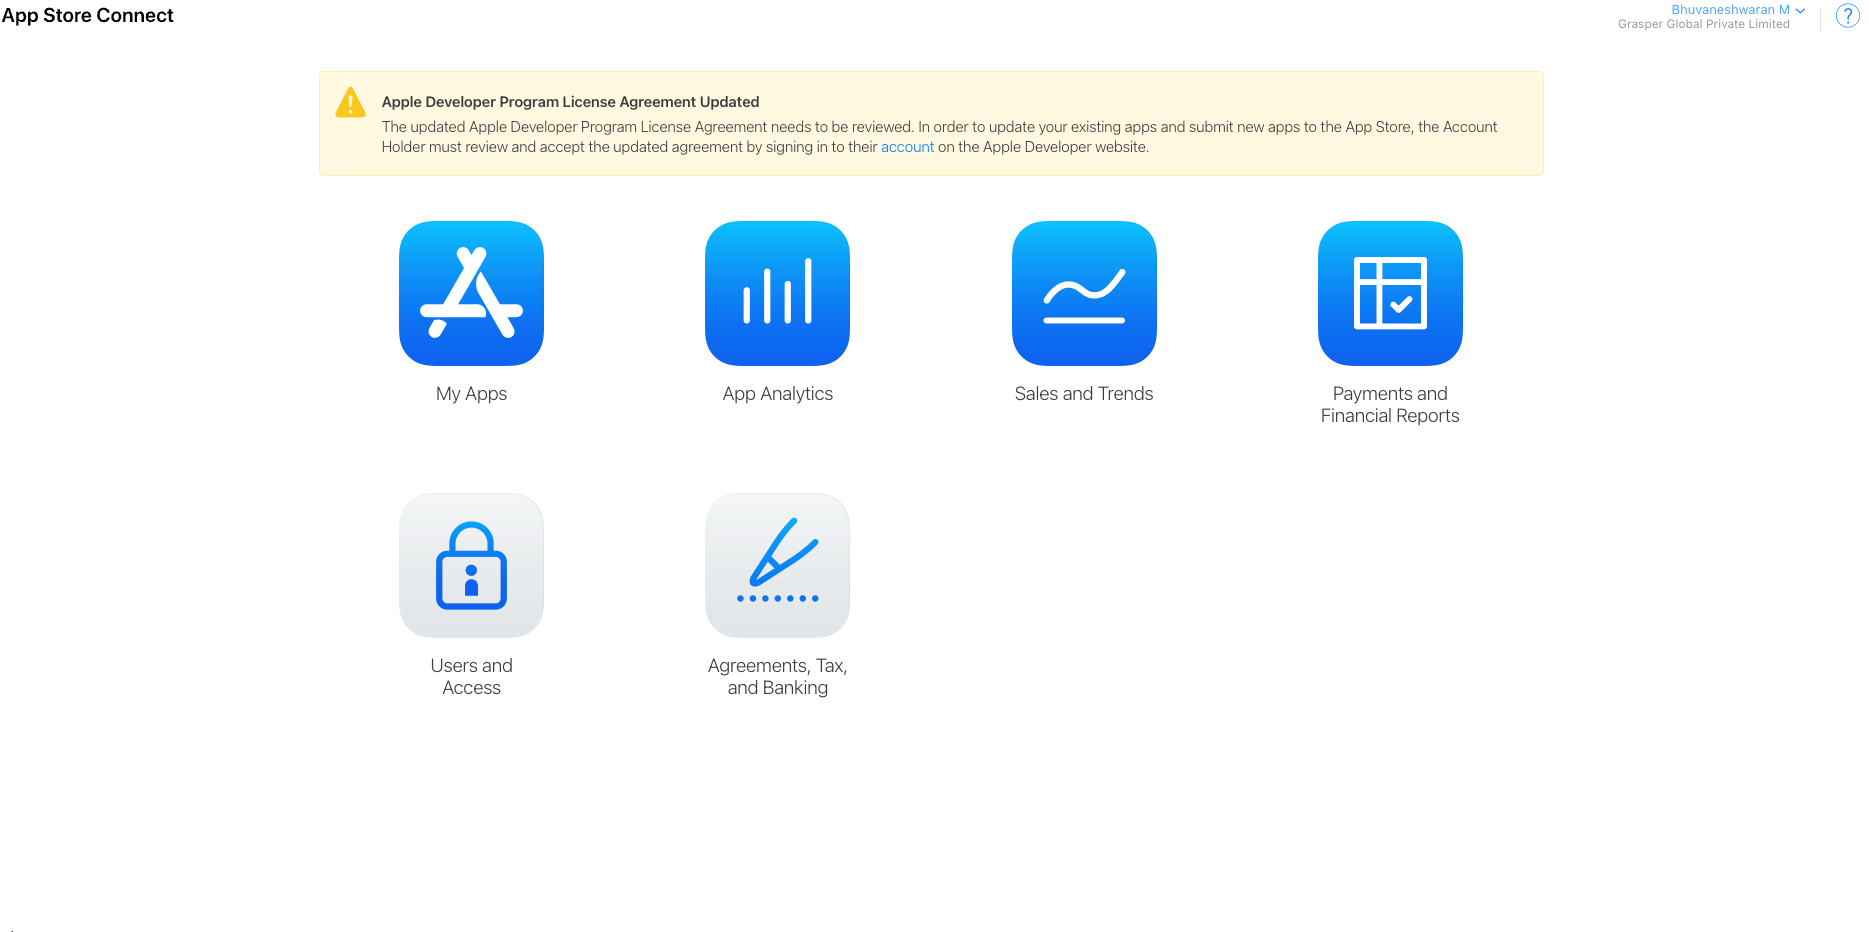 App Store Connect
Bhuvaneshwaran M
Grasper Global Private Limited
?
Apple Developer Program License Agreement Updated
The updated Apple Developer Program License Agreement needs to be reviewed. In order to update your existing apps and submit new apps to the App Store, the Account
Holder must review and accept the updated agreement by signing in to their account on the Apple Developer website.
My Apps
App Analytics
Sales and Trends
Payments and
Financial Reports
Users and
Access
Agreements, Tax,
and Banking